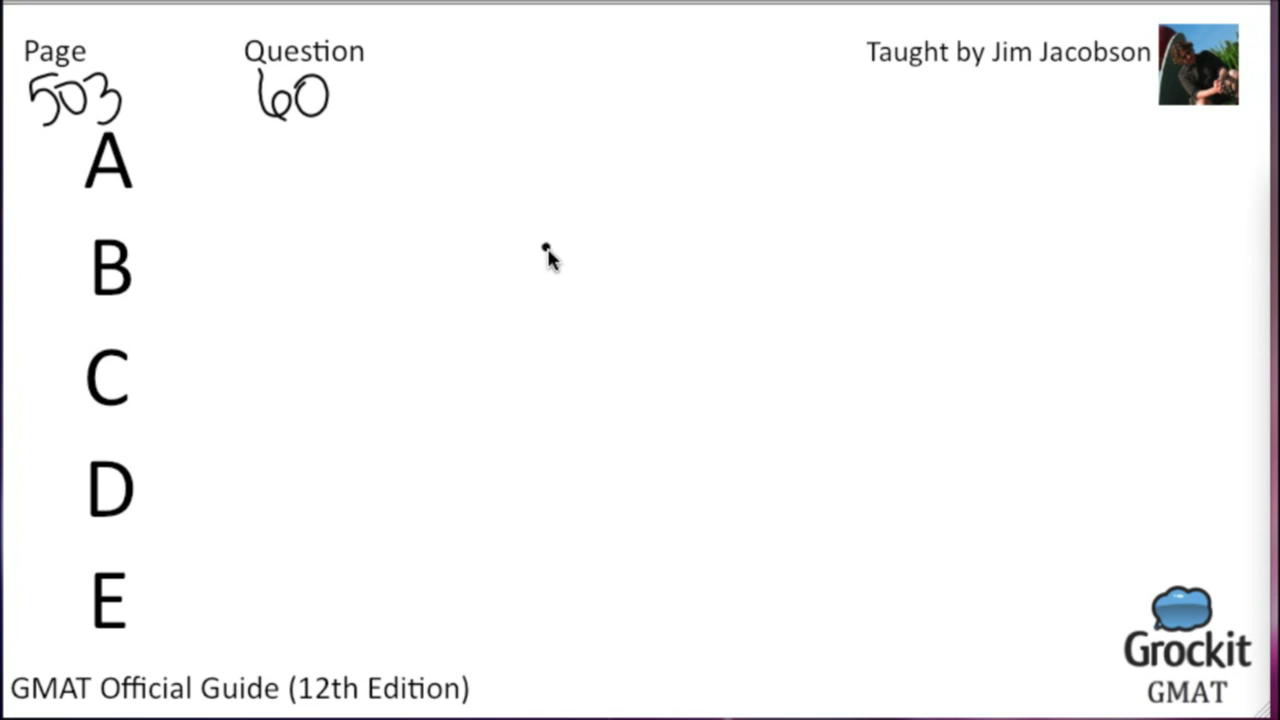 Page Question Taught by Jim Jacobson
503 60
A
B
C
D
E
Grockit
GMAT
GMAT Official Guide (12th Edition)